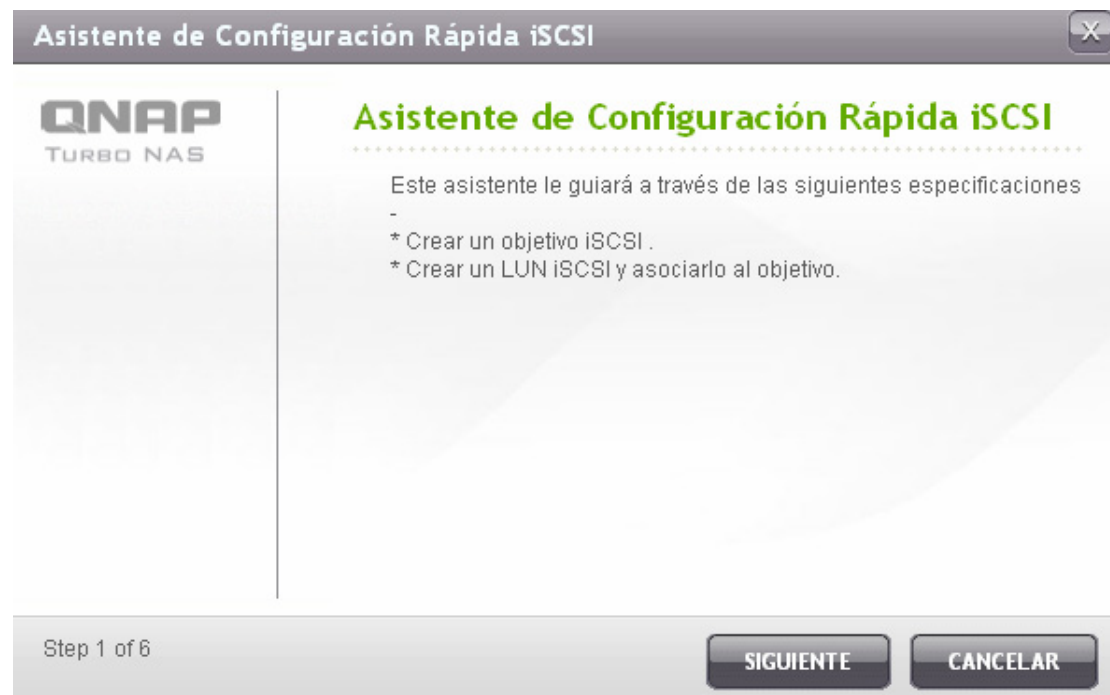 Asistente de Configuración Rápida iSCSI
X
QNAP
TURBO NAS
Asistente de Configuración Rápida iSCSI
Este asistente le guiará a través de las siguientes especificaciones
-
* Crear un objetivo iSCSI .
* Crear un LUN iSCSI y asociarlo al objetivo.
Step 1 of 6
SIGUIENTE
CANCELAR